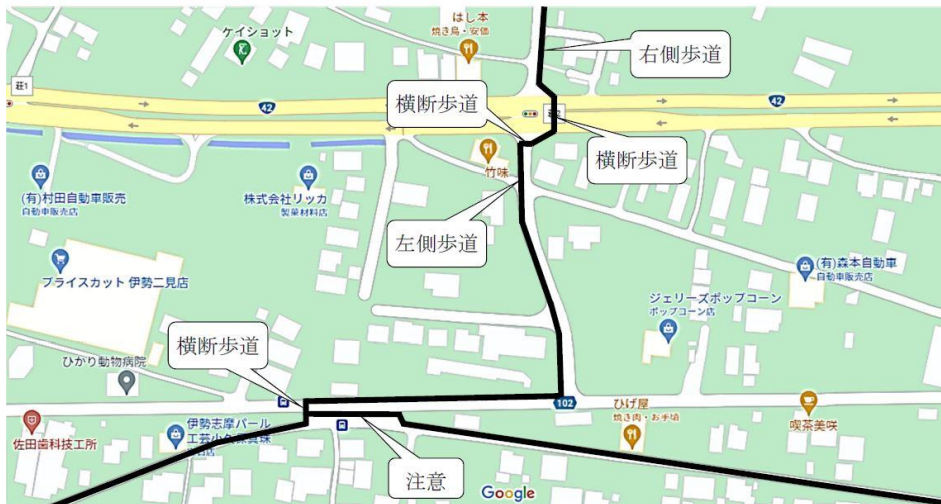 はし本
焼き鳥・安価
ケイショット
右側歩道
荘1
42
横断歩道
42
竹味
横断歩道
(有)村田自動車販売
自動車販売店
株式会社リッカ
製菓材料店
左側歩道
(有)森本自動車
自動車販売店
プライスカット 伊勢二見店
ジェリーズポップコーン
ポップコーン店
横断歩道
ひかり動物病院
102
ひげ屋
焼き肉・お手頃
喫茶美咲
佐田歯科技工所
伊勢志摩パール
注意
Google